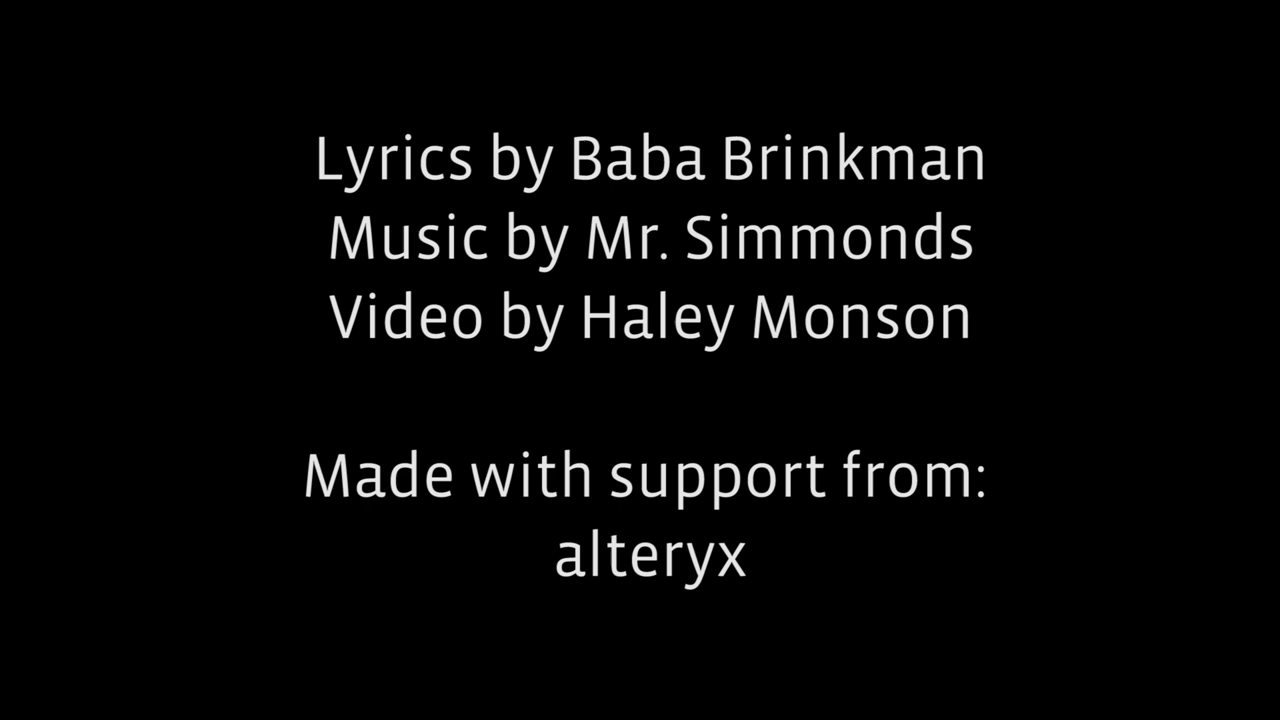 Lyrics by Baba Brinkman
Music by Mr. Simmonds
Video by Haley Monson
Made with support from:
alteryx